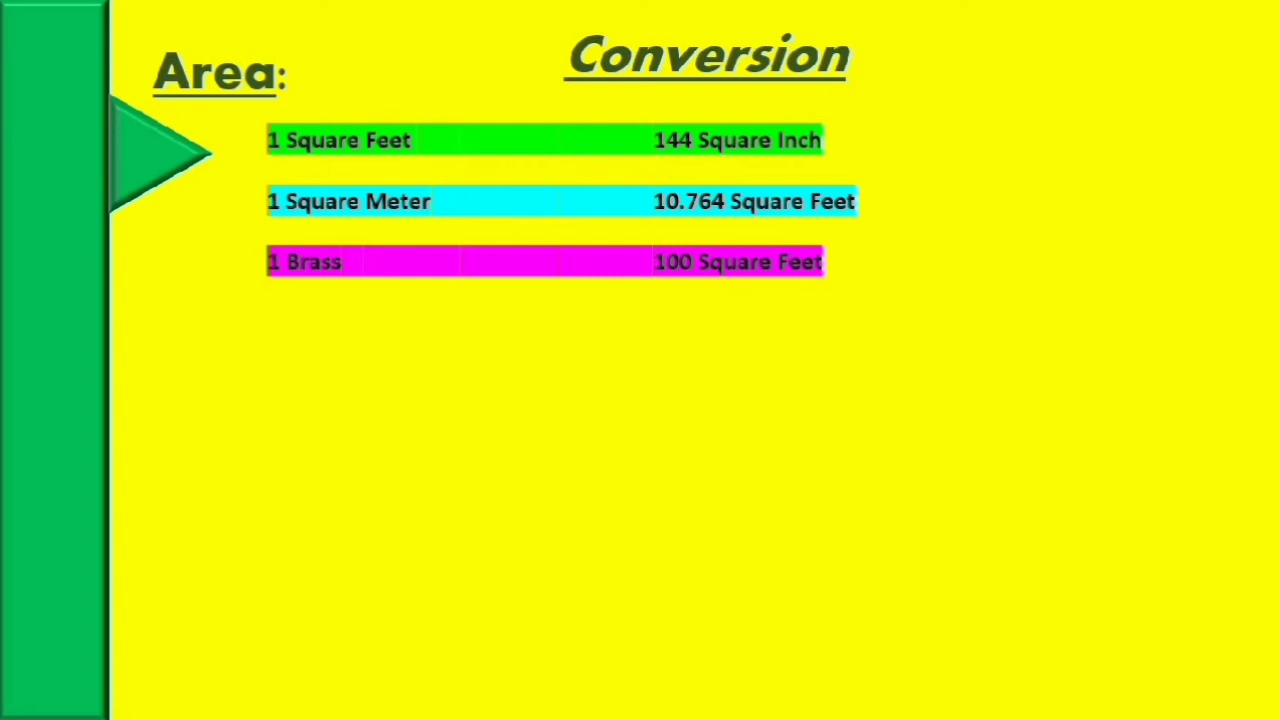 Conversion
Area:
1 Square Feet 144 Square Inch
1 Square Meter 10.764 Square Feet
1 Brass 100 Square Feet